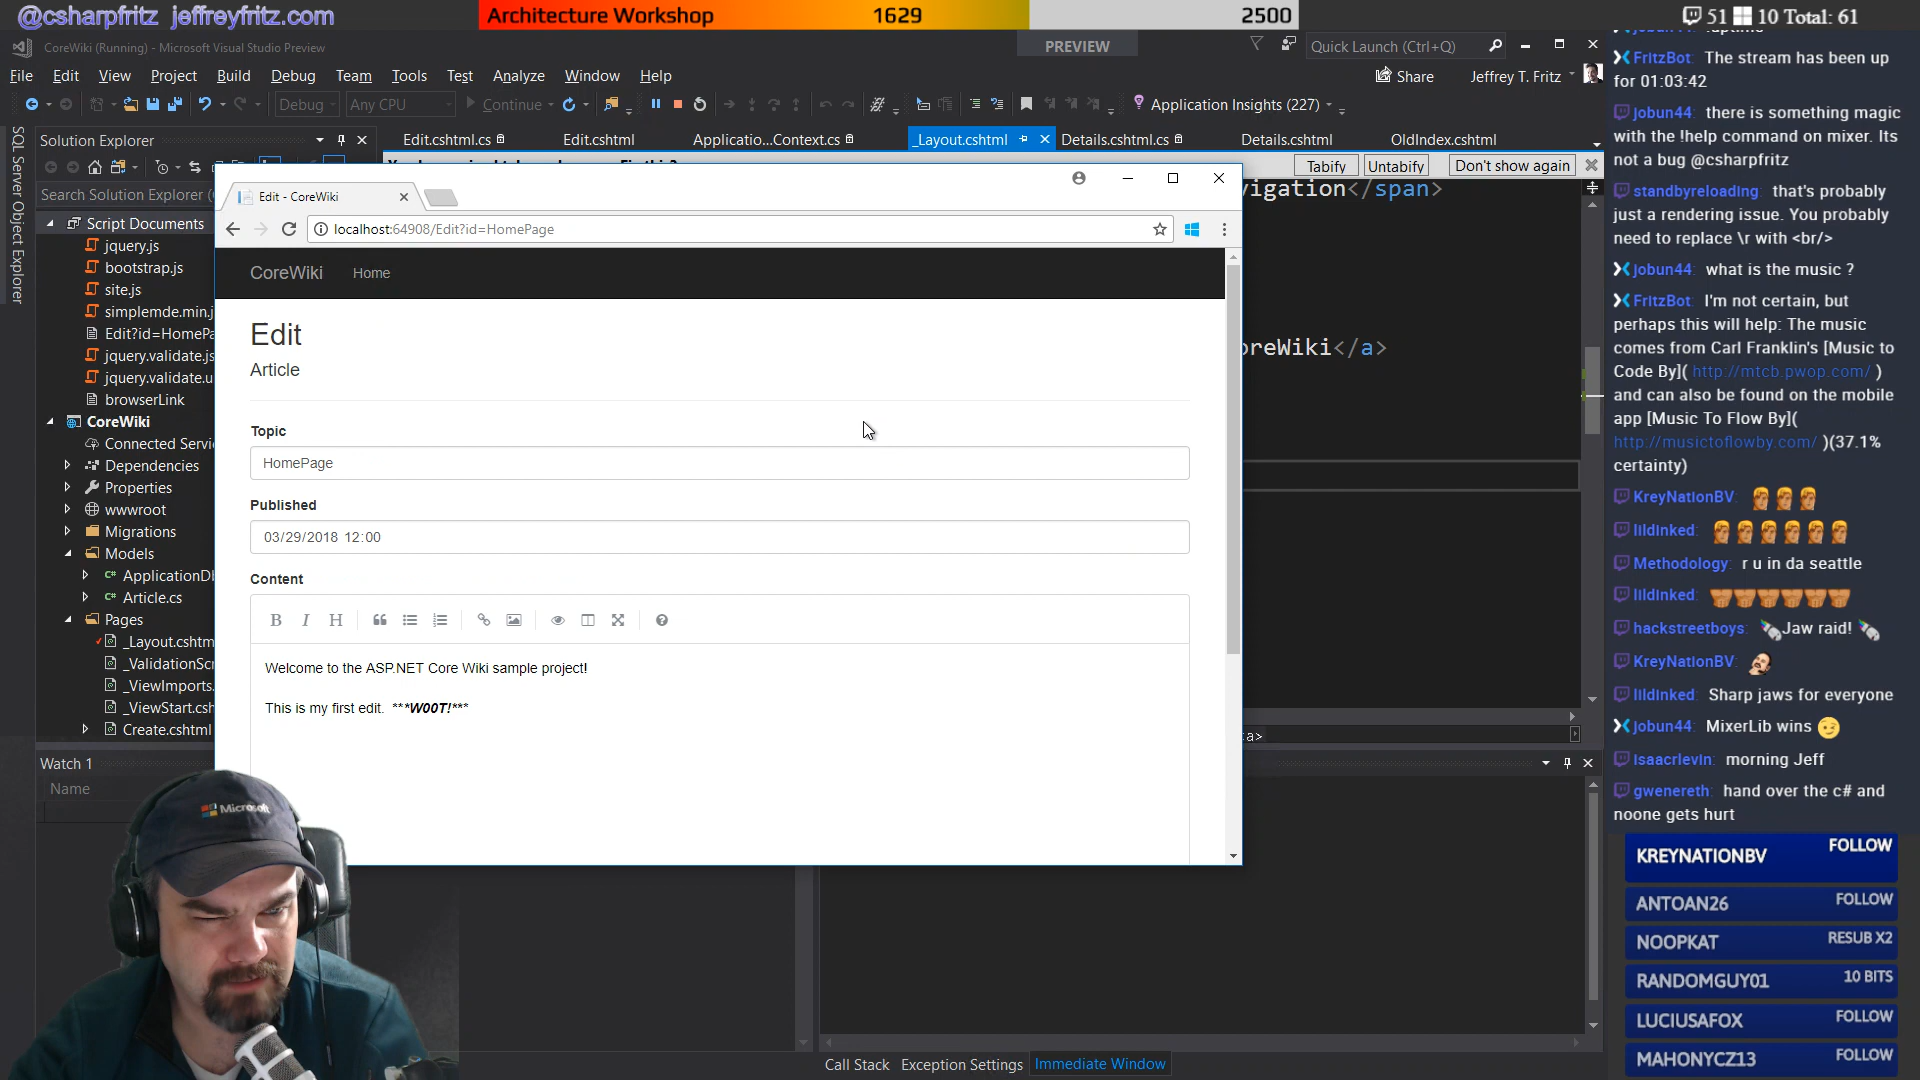 @csharpfritz jeffreyfritz.com
Architecture Workshop 1629 2500
51 10 Total: 61
CoreWiki (Running) - Microsoft Visual Studio Preview
PREVIEW
Quick Launch (Ctrl+Q)
File Edit View Project Build Debug Team Tools Test Analyze Window Help
Share Jeffrey T. Fritz
Debug Any CPU Continue Application Insights (227)
SQL Server Object Explorer
Solution Explorer
Edit.cshtml.cs Edit.cshtml Applicatio...Context.cs _Layout.cshtml Details.cshtml.cs Details.cshtml OldIndex.cshtml
Tabify Untabify Don't show again
Search Solution Explorer (
Script Documents
jquery.js
bootstrap.js
site.js
simplemde.min.j
Edit?id=HomePa
jquery.validate.js
jquery.validate.u
browserLink
CoreWiki
Connected Servi
Dependencies
Properties
wwwroot
Migrations
Models
ApplicationDb
Article.cs
Pages
_Layout.cshtm
_ValidationScr
_ViewImports.
_ViewStart.csh
Create.cshtml
Watch 1
Name
Edit - CoreWiki
localhost:64908/Edit?id=HomePage
CoreWiki Home
Edit
Article
Topic
HomePage
Published
03/29/2018 12:00
Content
B I H
Welcome to the ASP.NET Core Wiki sample project!
This is my first edit. ***W00T!***
vigation</span>
oreWiki</a>
a>
Call Stack Exception Settings Immediate Window
Microsoft
FritzBot: The stream has been up
for 01:03:42
jobun44: there is something magic
with the !help command on mixer. Its
not a bug @csharpfritz
standbyreloading: that's probably
just a rendering issue. You probably
need to replace \r with <br/>
jobun44: what is the music ?
FritzBot: I'm not certain, but
perhaps this will help: The music
comes from Carl Franklin's [Music to
Code By]( http://mtcb.pwop.com/ )
and can also be found on the mobile
app [Music To Flow By](
http://musictoflowby.com/ )(37.1%
certainty)
KreyNationBV:
lildinked:
Methodology: r u in da seattle
lildinked:
hackstreetboys: Jaw raid!
KreyNationBV:
lildinked: Sharp jaws for everyone
jobun44: MixerLib wins
isaacrlevin: morning Jeff
gwenereth: hand over the c# and
noone gets hurt
KREYNATIONBV FOLLOW
ANTOAN26 FOLLOW
NOOPKAT RESUB X2
RANDOMGUY01 10 BITS
LUCIUSAFOX FOLLOW
MAHONYCZ13 FOLLOW